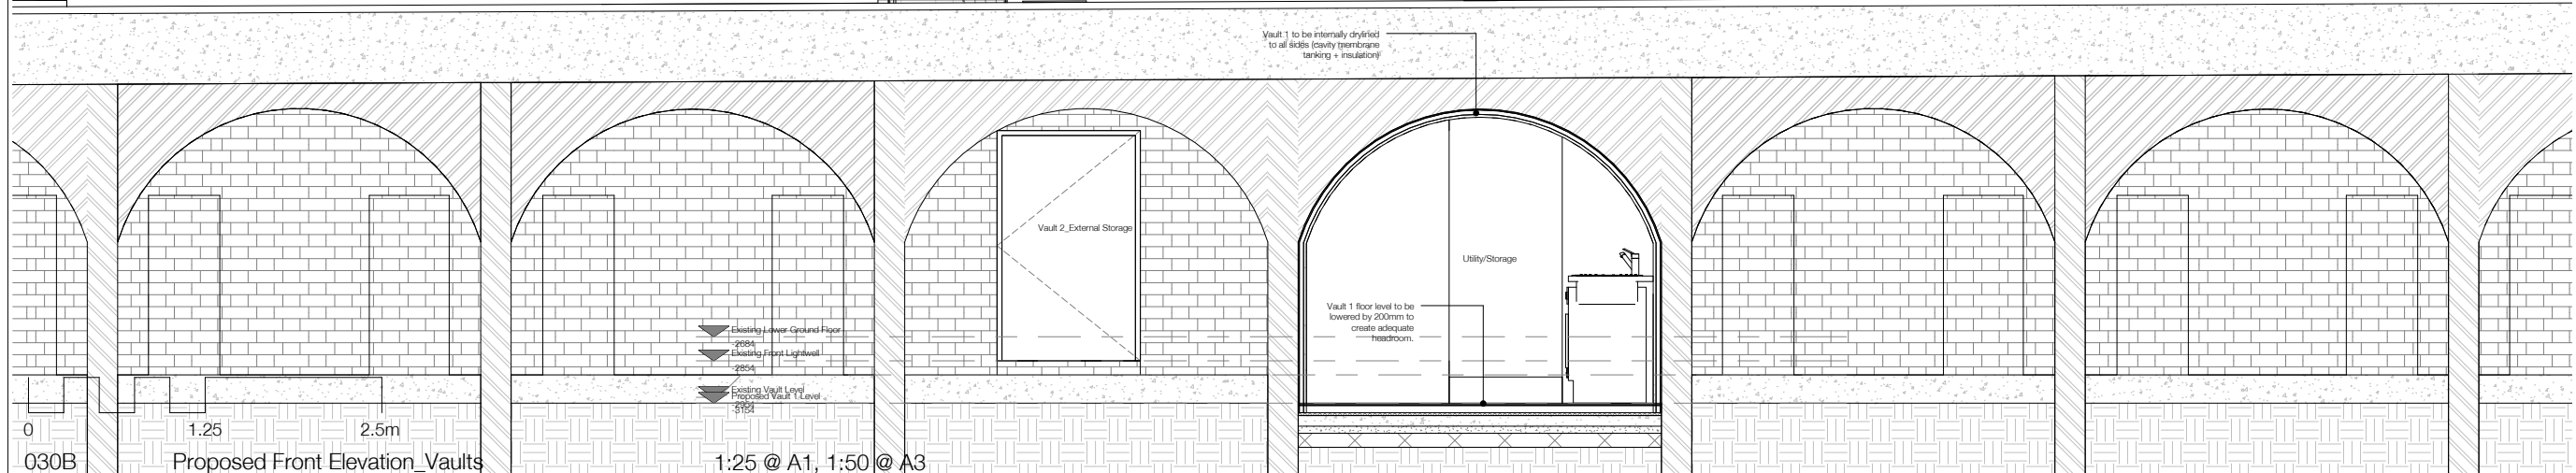 Vault 1 to be internally drylined
to all sides (cavity membrane
tanking + insulation)
Vault 2_External Storage
Utility/Storage
Vault 1 floor level to be
lowered by 200mm to
create adequate
headroom.
Existing Lower Ground Floor
-2684
Existing Front Lightwell
-2854
Existing Vault Level
Proposed Vault 1 Level
-3154
0
1.25
2.5m
030B
Proposed Front Elevation_Vaults
1:25 @ A1, 1:50 @ A3